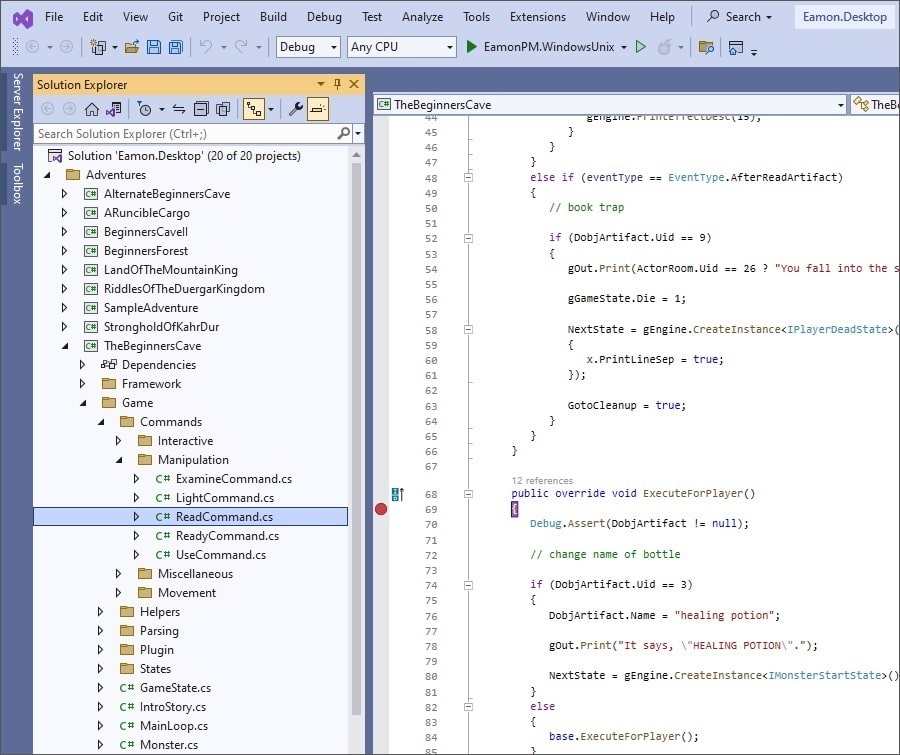 File Edit View Git Project Build Debug Test Analyze Tools Extensions Window Help Search Eamon.Desktop
Debug Any CPU EamonPM.WindowsUnix
Server Explorer
Toolbox
Solution Explorer
Search Solution Explorer (Ctrl+;)
Solution 'Eamon.Desktop' (20 of 20 projects)
Adventures
C# AlternateBeginnersCave
C# ARuncibleCargo
C# BeginnersCaveII
C# BeginnersForest
C# LandOfTheMountainKing
C# RiddlesOfTheDuergarKingdom
C# SampleAdventure
C# StrongholdOfKahrDur
C# TheBeginnersCave
Dependencies
Framework
Game
Commands
Interactive
Manipulation
C# ExamineCommand.cs
C# LightCommand.cs
C# ReadCommand.cs
C# ReadyCommand.cs
C# UseCommand.cs
Miscellaneous
Movement
Helpers
Parsing
Plugin
States
C# GameState.cs
C# IntroStory.cs
C# MainLoop.cs
C# Monster.cs
C# TheBeginnersCave TheB
44 gEngine.PrintEffectDesc(15);
45 }
46 }
47 }
48 else if (eventType == EventType.AfterReadArtifact)
49 {
50 // book trap
51
52 if (DobjArtifact.Uid == 9)
53 {
54 gOut.Print(ActorRoom.Uid == 26 ? "You fall into the s
55
56 gGameState.Die = 1;
57
58 NextState = gEngine.CreateInstance<IPlayerDeadState>(
59 {
60 x.PrintLineSep = true;
61 });
62
63 GotoCleanup = true;
64 }
65 }
66 }
67
12 references
68 public override void ExecuteForPlayer()
69 {
70 Debug.Assert(DobjArtifact != null);
71
72 // change name of bottle
73
74 if (DobjArtifact.Uid == 3)
75 {
76 DobjArtifact.Name = "healing potion";
77
78 gOut.Print("It says, \"HEALING POTION\".");
79
80 NextState = gEngine.CreateInstance<IMonsterStartState>()
81 }
82 else
83 {
84 base.ExecuteForPlayer();
85 }